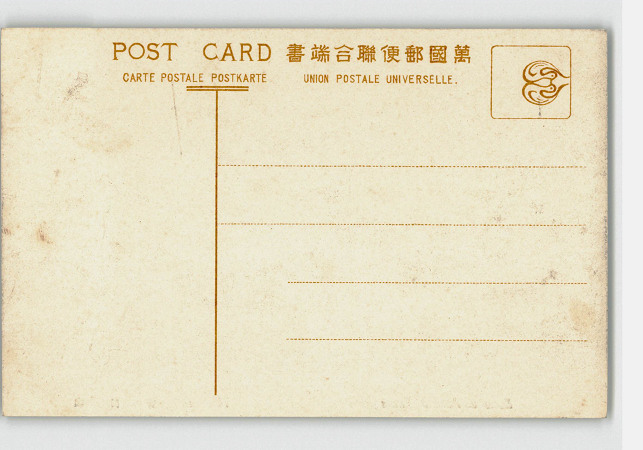 POST CARD 書端合聯便郵國萬
CARTE POSTALE POSTKARTE UNION POSTALE UNIVERSELLE.